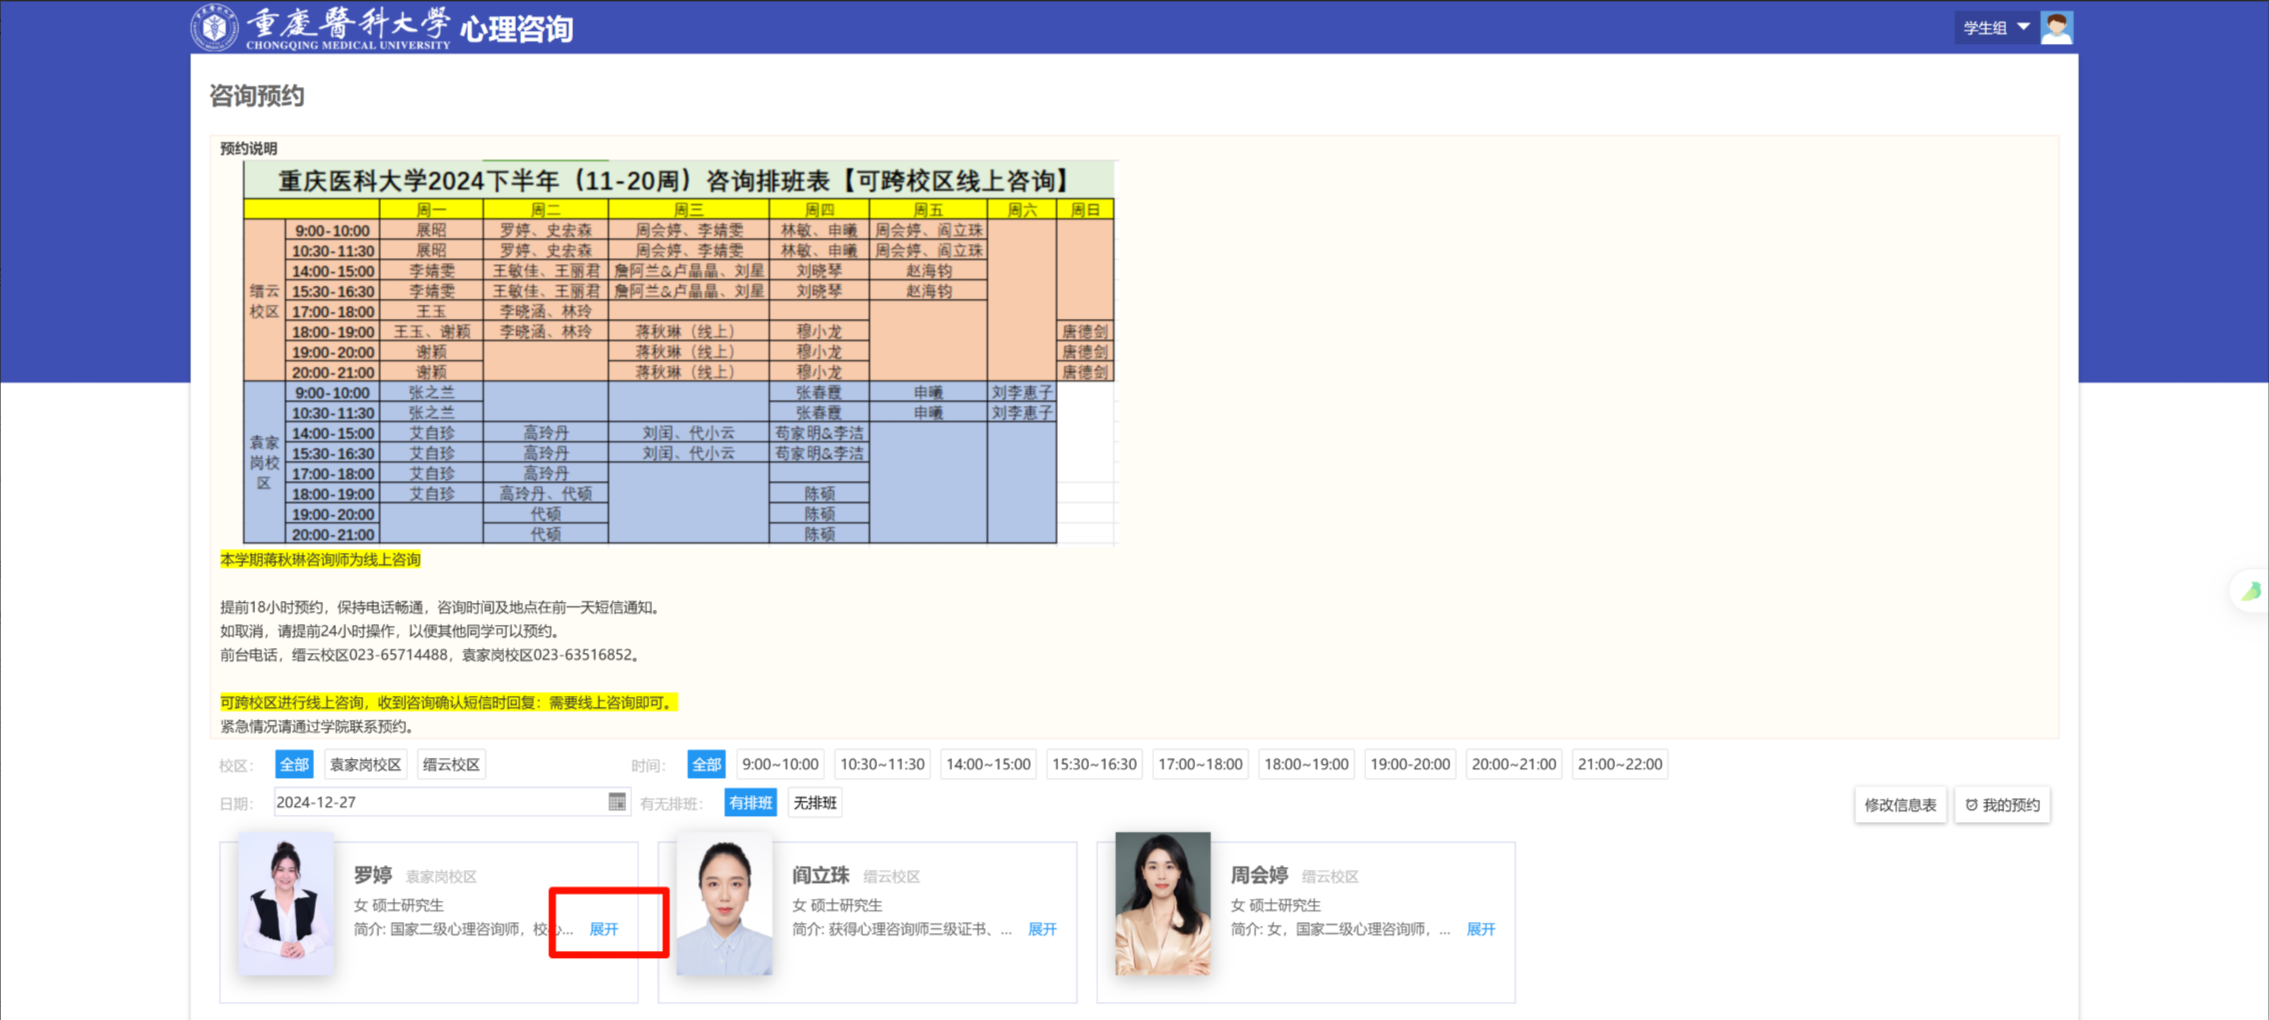 重慶醫科大學 心理咨询
CHONGQING MEDICAL UNIVERSITY
学生组
咨询预约
预约说明
重庆医科大学2024下半年（11-20周）咨询排班表【可跨校区线上咨询】
周一 周二 周三 周四 周五 周六 周日
缙云校区
9:00-10:00 展昭 罗婷、史宏森 周会婷、李婧雯 林敏、申曦 周会婷、阎立珠
10:30-11:30 展昭 罗婷、史宏森 周会婷、李婧雯 林敏、申曦 周会婷、阎立珠
14:00-15:00 李婧雯 王敏佳、王丽君 詹阿兰&卢晶晶、刘星 刘晓琴 赵海钧
15:30-16:30 李婧雯 王敏佳、王丽君 詹阿兰&卢晶晶、刘星 刘晓琴 赵海钧
17:00-18:00 王玉 李晓涵、林玲
18:00-19:00 王玉、谢颖 李晓涵、林玲 蒋秋琳（线上） 穆小龙 唐德剑
19:00-20:00 谢颖 蒋秋琳（线上） 穆小龙 唐德剑
20:00-21:00 谢颖 蒋秋琳（线上） 穆小龙 唐德剑
袁家岗校区
9:00-10:00 张之兰 张春霞 申曦 刘李惠子
10:30-11:30 张之兰 张春霞 申曦 刘李惠子
14:00-15:00 艾自珍 高玲丹 刘闰、代小云 苟家明&李洁
15:30-16:30 艾自珍 高玲丹 刘闰、代小云 苟家明&李洁
17:00-18:00 艾自珍 高玲丹
18:00-19:00 艾自珍 高玲丹、代硕 陈硕
19:00-20:00 代硕 陈硕
20:00-21:00 代硕 陈硕
本学期蒋秋琳咨询师为线上咨询
提前18小时预约，保持电话畅通，咨询时间及地点在前一天短信通知。
如取消，请提前24小时操作，以便其他同学可以预约。
前台电话，缙云校区023-65714488，袁家岗校区023-63516852。
可跨校区进行线上咨询，收到咨询确认短信时回复：需要线上咨询即可。
紧急情况请通过学院联系预约。
校区： 全部 袁家岗校区 缙云校区 时间： 全部 9:00~10:00 10:30~11:30 14:00~15:00 15:30~16:30 17:00~18:00 18:00~19:00 19:00-20:00 20:00~21:00 21:00~22:00
日期： 2024-12-27 有无排班： 有排班 无排班 修改信息表 我的预约
罗婷 袁家岗校区
女 硕士研究生
简介: 国家二级心理咨询师，校心... 展开
阎立珠 缙云校区
女 硕士研究生
简介: 获得心理咨询师三级证书、... 展开
周会婷 缙云校区
女 硕士研究生
简介: 女，国家二级心理咨询师，... 展开